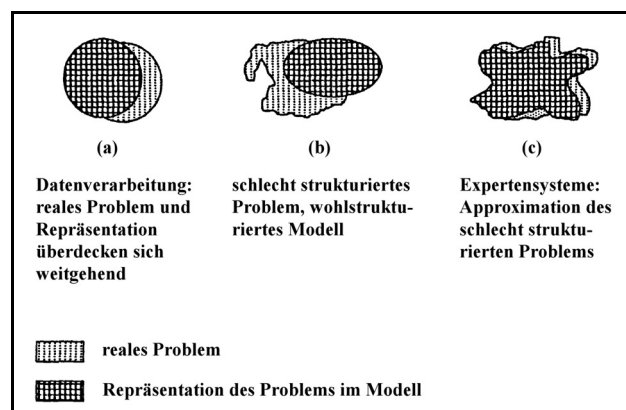 (a)
(b)
(c)
Datenverarbeitung:
reales Problem und
Repräsentation
überdecken sich
weitgehend
schlecht strukturiertes
Problem, wohlstruktu-
riertes Modell
Expertensysteme:
Approximation des
schlecht struktu-
rierten Problems
reales Problem
Repräsentation des Problems im Modell